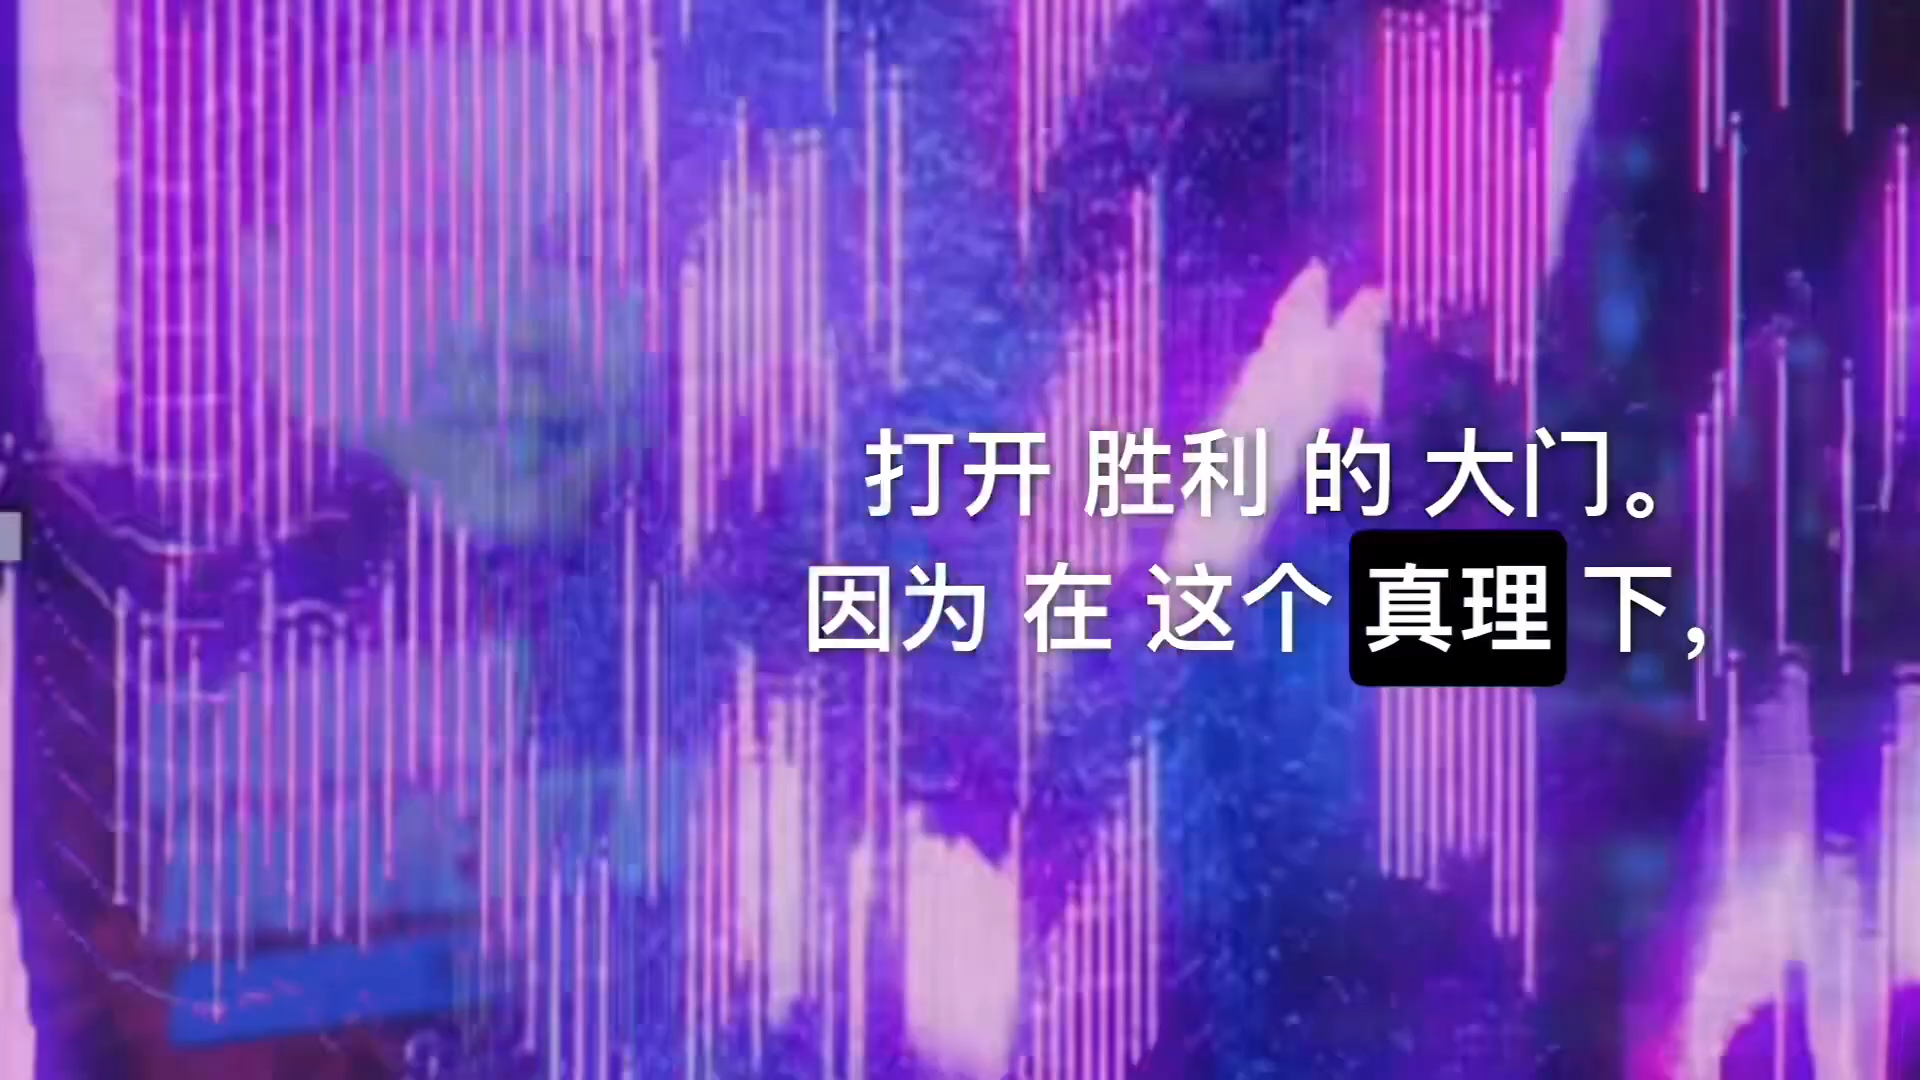 打开 胜利 的 大门。
因为 在 这个 真理 下，